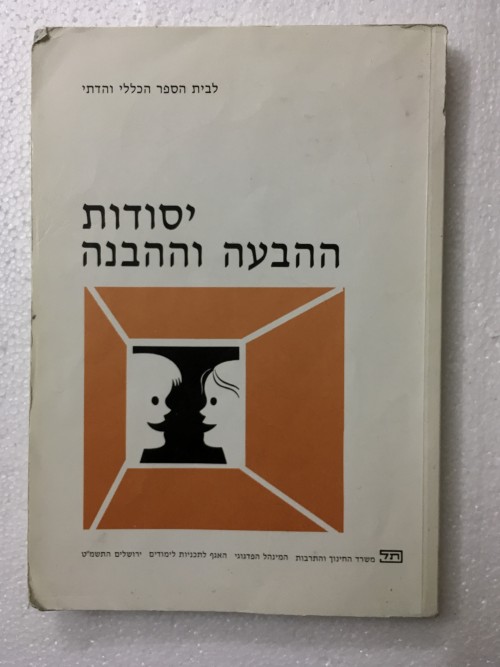 לבית הספר הכללי והדתי
יסודות
ההבעה וההבנה
תל משרד החינוך והתרבות המינהל הפדגוגי האגף לתכניות לימודים ירושלים התשמ"ט